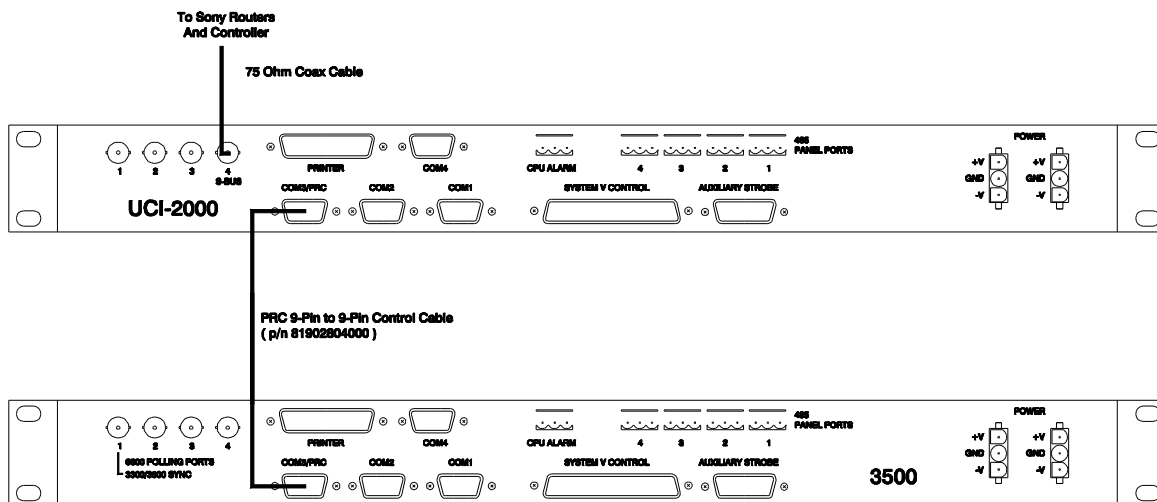 To Sony Routers
And Controller
75 Ohm Coax Cable
1
2
3
4
S-BUS
PRINTER
COM4
CPU ALARM
4
3
2
1
485
PANEL PORTS
POWER
+V
GND
-V
+V
GND
-V
UCI-2000
COM3/PRC
COM2
COM1
SYSTEM V CONTROL
AUXILIARY STROBE
PRC 9-Pin to 9-Pin Control Cable
( p/n 81902804000 )
1
2
3
4
6600 POLLING PORTS
3300/3500 SYNC
PRINTER
COM4
CPU ALARM
4
3
2
1
485
PANEL PORTS
POWER
+V
GND
-V
+V
GND
-V
COM3/PRC
COM2
COM1
SYSTEM V CONTROL
AUXILIARY STROBE
3500